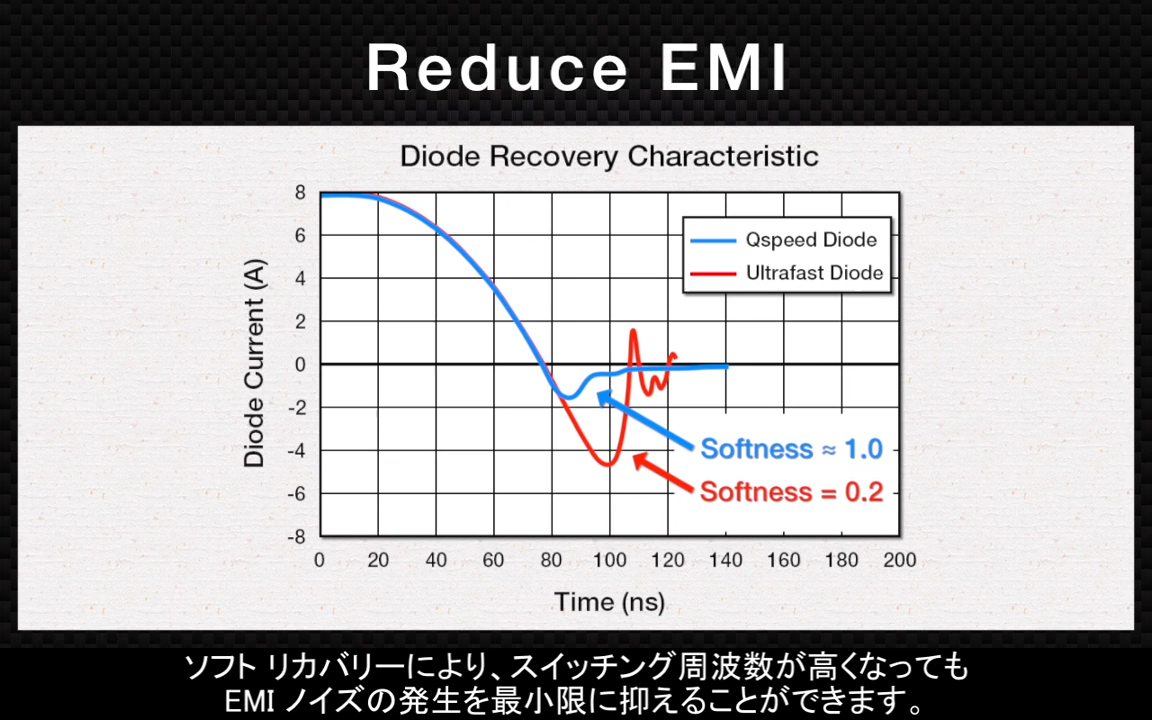 Reduce EMI
Diode Recovery Characteristic
8
6
4
2
0
-2
-4
-6
-8
Diode Current (A)
Qspeed Diode
Ultrafast Diode
Softness ≈ 1.0
Softness = 0.2
0 20 40 60 80 100 120 140 160 180 200
Time (ns)
ソフト リカバリーにより、スイッチング周波数が高くなっても
EMI ノイズの発生を最小限に抑えることができます。